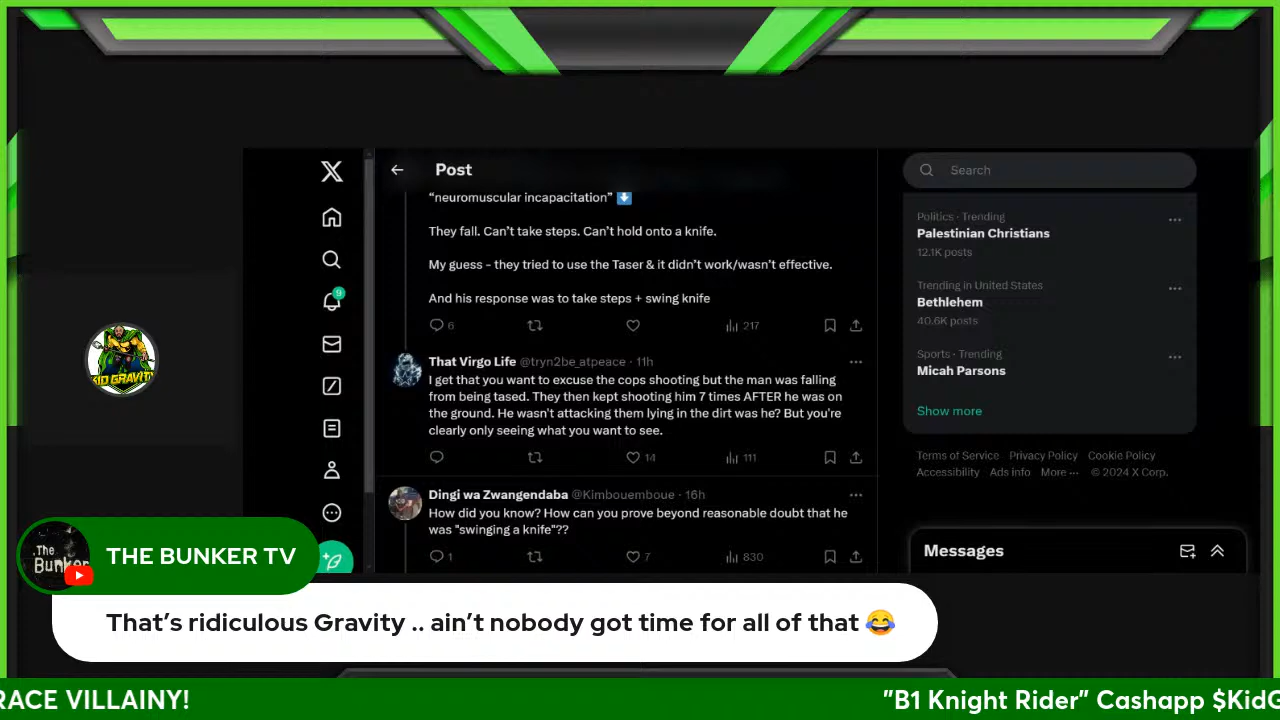 Post
Search
"neuromuscular incapacitation" ⬇
They fall. Can't take steps. Can't hold onto a knife.
My guess - they tried to use the Taser & it didn't work/wasn't effective.
And his response was to take steps + swing knife
6
217
That Virgo Life @tryn2be_atpeace · 11h
I get that you want to excuse the cops shooting but the man was falling
from being tased. They then kept shooting him 7 times AFTER he was on
the ground. He wasn't attacking them lying in the dirt was he? But you're
clearly only seeing what you want to see.
14
111
Dingi wa Zwangendaba @Kimbouemboue · 16h
How did you know? How can you prove beyond reasonable doubt that he
was "swinging a knife"??
1
7
830
Politics · Trending
Palestinian Christians
12.1K posts
Trending in United States
Bethlehem
40.6K posts
Sports · Trending
Micah Parsons
Show more
Terms of Service Privacy Policy Cookie Policy
Accessibility Ads info More ··· © 2024 X Corp.
Messages
9
KID GRAVITY
The
Bunker
THE BUNKER TV
That's ridiculous Gravity .. ain't nobody got time for all of that 😂
RACE VILLAINY!
"B1 Knight Rider" Cashapp $KidG